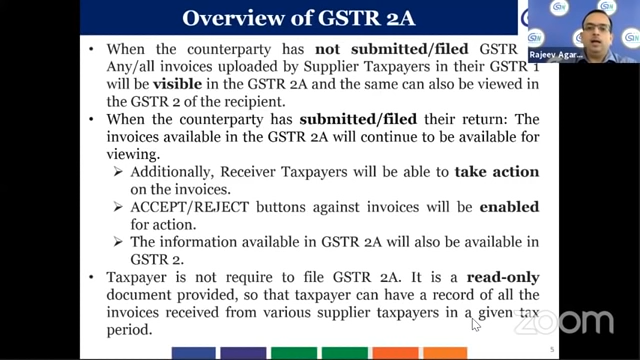 Overview of GSTR 2A
• When the counterparty has not submitted/filed GSTR
Any/all invoices uploaded by Supplier Taxpayers in their GSTR 1
will be visible in the GSTR 2A and the same can also be viewed in
the GSTR 2 of the recipient.
• When the counterparty has submitted/filed their return: The
invoices available in the GSTR 2A will continue to be available for
viewing.
➢ Additionally, Receiver Taxpayers will be able to take action
on the invoices.
➢ ACCEPT/REJECT buttons against invoices will be enabled
for action.
➢ The information available in GSTR 2A will also be available in
GSTR 2.
• Taxpayer is not require to file GSTR 2A. It is a read-only
document provided, so that taxpayer can have a record of all the
invoices received from various supplier taxpayers in a given tax
period.
Rajeev Agar...
zoom
5